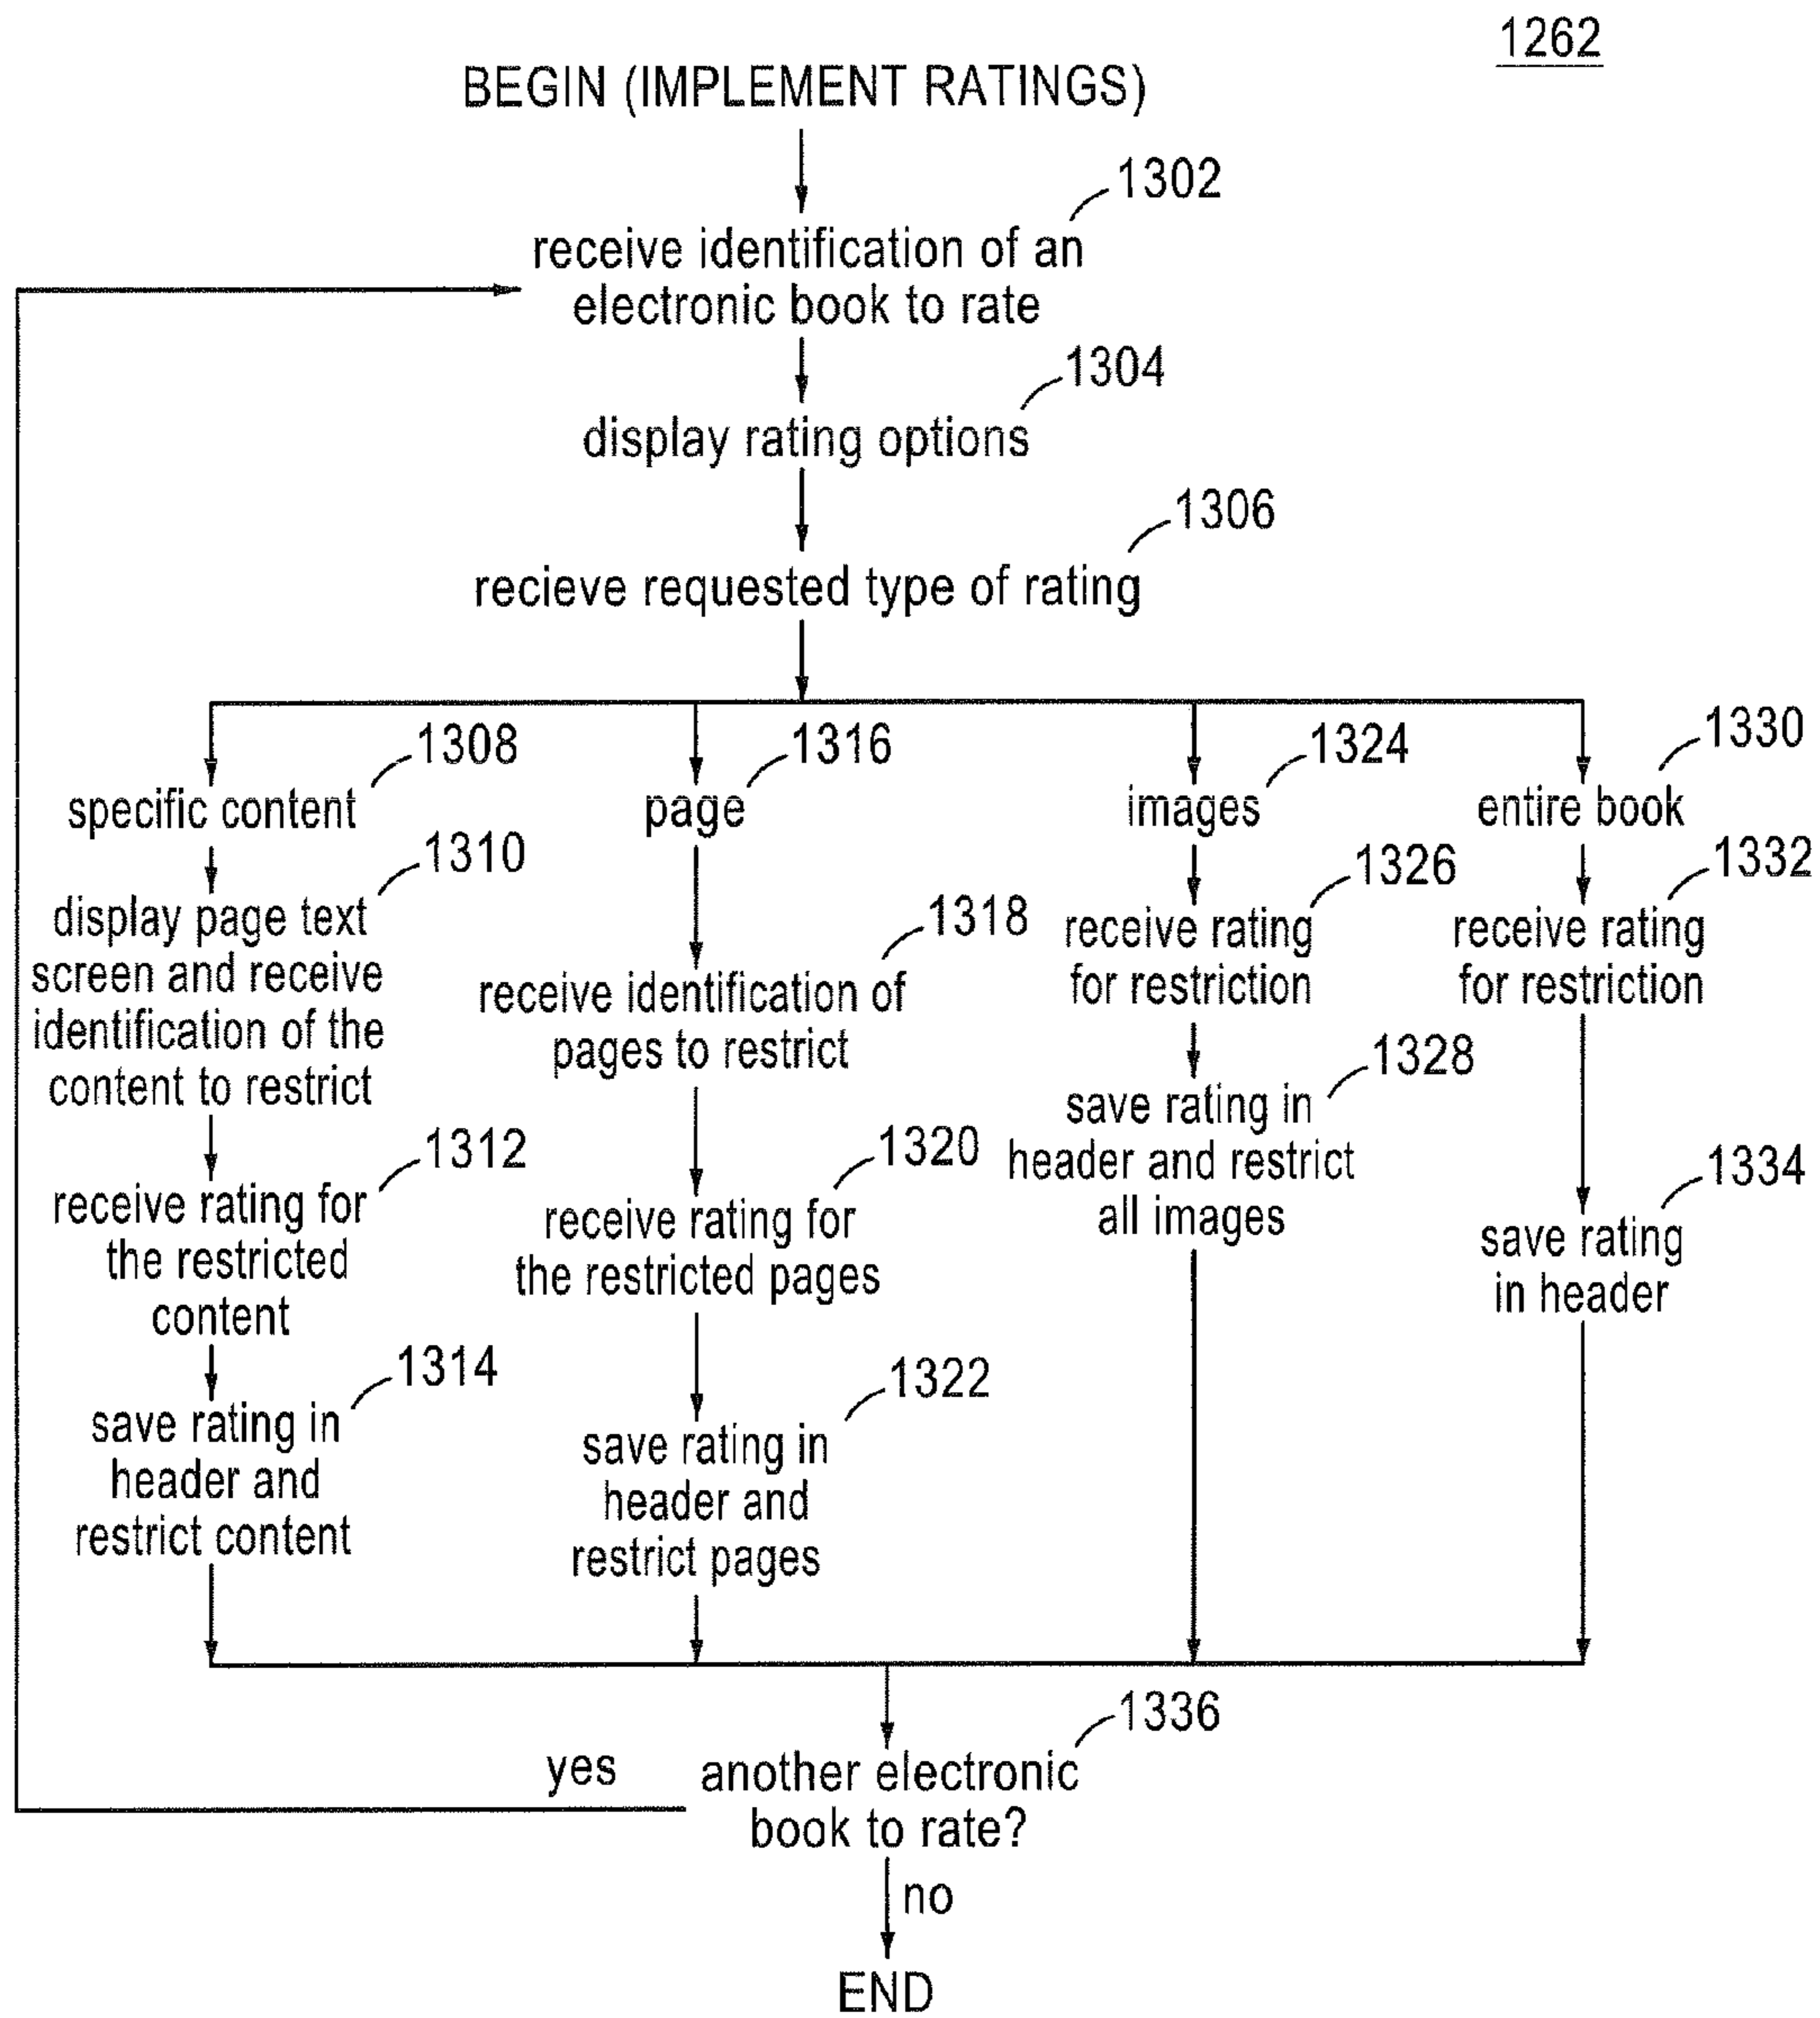 1262
BEGIN (IMPLEMENT RATINGS)
1302
receive identification of an
electronic book to rate
1304
display rating options
1306
recieve requested type of rating
1308
specific content
1310
display page text
screen and receive
identification of the
content to restrict
1312
receive rating for
the restricted
content
1314
save rating in
header and
restrict content
1316
page
1318
receive identification of
pages to restrict
1320
receive rating for
the restricted pages
1322
save rating in
header and
restrict pages
1324
images
1326
receive rating
for restriction
1328
save rating in
header and restrict
all images
1330
entire book
1332
receive rating
for restriction
1334
save rating
in header
1336
another electronic
book to rate?
yes
no
END